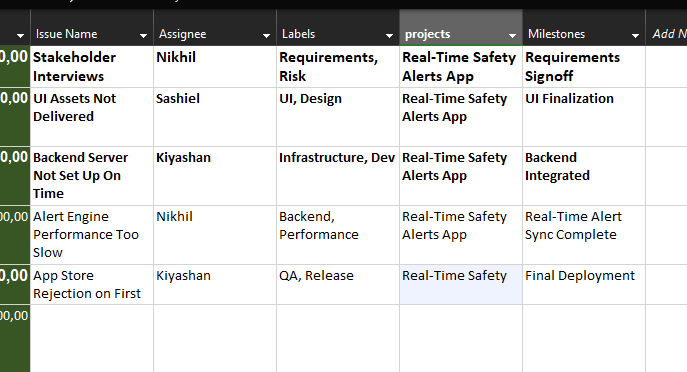 Issue Name Assignee Labels projects Milestones Add N
0,00 Stakeholder Nikhil Requirements, Real-Time Safety Requirements
Interviews Risk Alerts App Signoff
0,00 UI Assets Not Sashiel UI, Design Real-Time Safety UI Finalization
Delivered Alerts App
0,00 Backend Server Kiyashan Infrastructure, Dev Real-Time Safety Backend
Not Set Up On Alerts App Integrated
Time
00,00 Alert Engine Nikhil Backend, Real-Time Safety Real-Time Alert
Performance Too Performance Alerts App Sync Complete
Slow
0,00 App Store Kiyashan QA, Release Real-Time Safety Final Deployment
Rejection on First
00,00